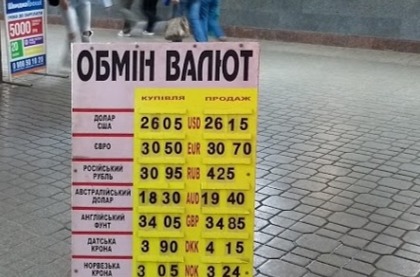 5000
ОБМІН ВАЛЮТ
КУПІВЛЯ ПРОДАЖ
ДОЛАР США 26 05 USD 26 15
ЄВРО 30 50 EUR 30 70
РОСІЙСЬКИЙ РУБЛЬ 30 95 RUB 425
АВСТРАЛІЙСЬКИЙ ДОЛАР 18 30 AUD 19 40
АНГЛІЙСЬКИЙ ФУНТ 34 05 GBP 34 85
ДАТСЬКА КРОНА 3 90 DKK 4 15
НОРВЕЗЬКА КРОНА 3 05 NOK 3 24